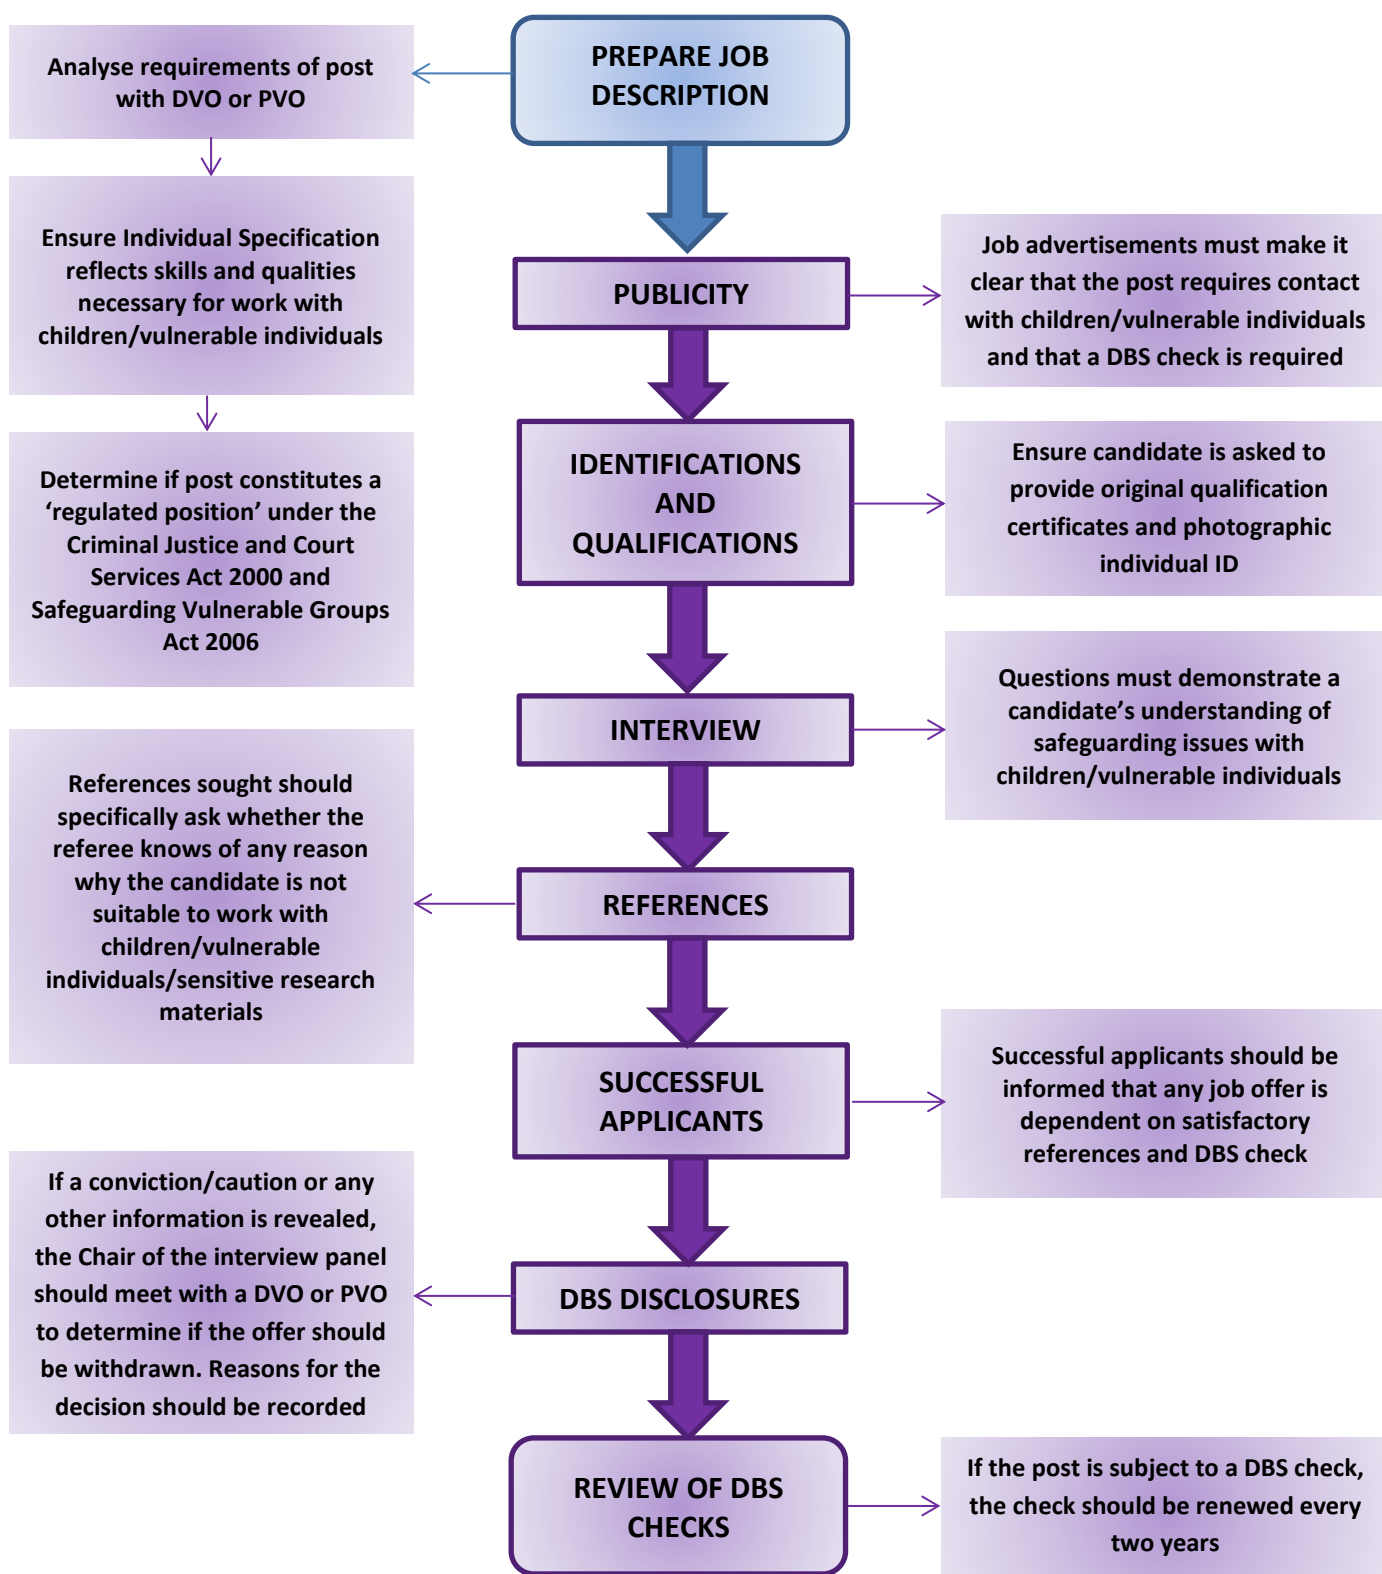 PREPARE JOB
DESCRIPTION
Analyse requirements of post
with DVO or PVO
Ensure Individual Specification
reflects skills and qualities
necessary for work with
children/vulnerable individuals
Determine if post constitutes a
‘regulated position’ under the
Criminal Justice and Court
Services Act 2000 and
Safeguarding Vulnerable Groups
Act 2006
PUBLICITY
Job advertisements must make it
clear that the post requires contact
with children/vulnerable individuals
and that a DBS check is required
IDENTIFICATIONS
AND
QUALIFICATIONS
Ensure candidate is asked to
provide original qualification
certificates and photographic
individual ID
INTERVIEW
Questions must demonstrate a
candidate’s understanding of
safeguarding issues with
children/vulnerable individuals
REFERENCES
References sought should
specifically ask whether the
referee knows of any reason
why the candidate is not
suitable to work with
children/vulnerable
individuals/sensitive research
materials
SUCCESSFUL
APPLICANTS
Successful applicants should be
informed that any job offer is
dependent on satisfactory
references and DBS check
DBS DISCLOSURES
If a conviction/caution or any
other information is revealed,
the Chair of the interview panel
should meet with a DVO or PVO
to determine if the offer should
be withdrawn. Reasons for the
decision should be recorded
REVIEW OF DBS
CHECKS
If the post is subject to a DBS check,
the check should be renewed every
two years